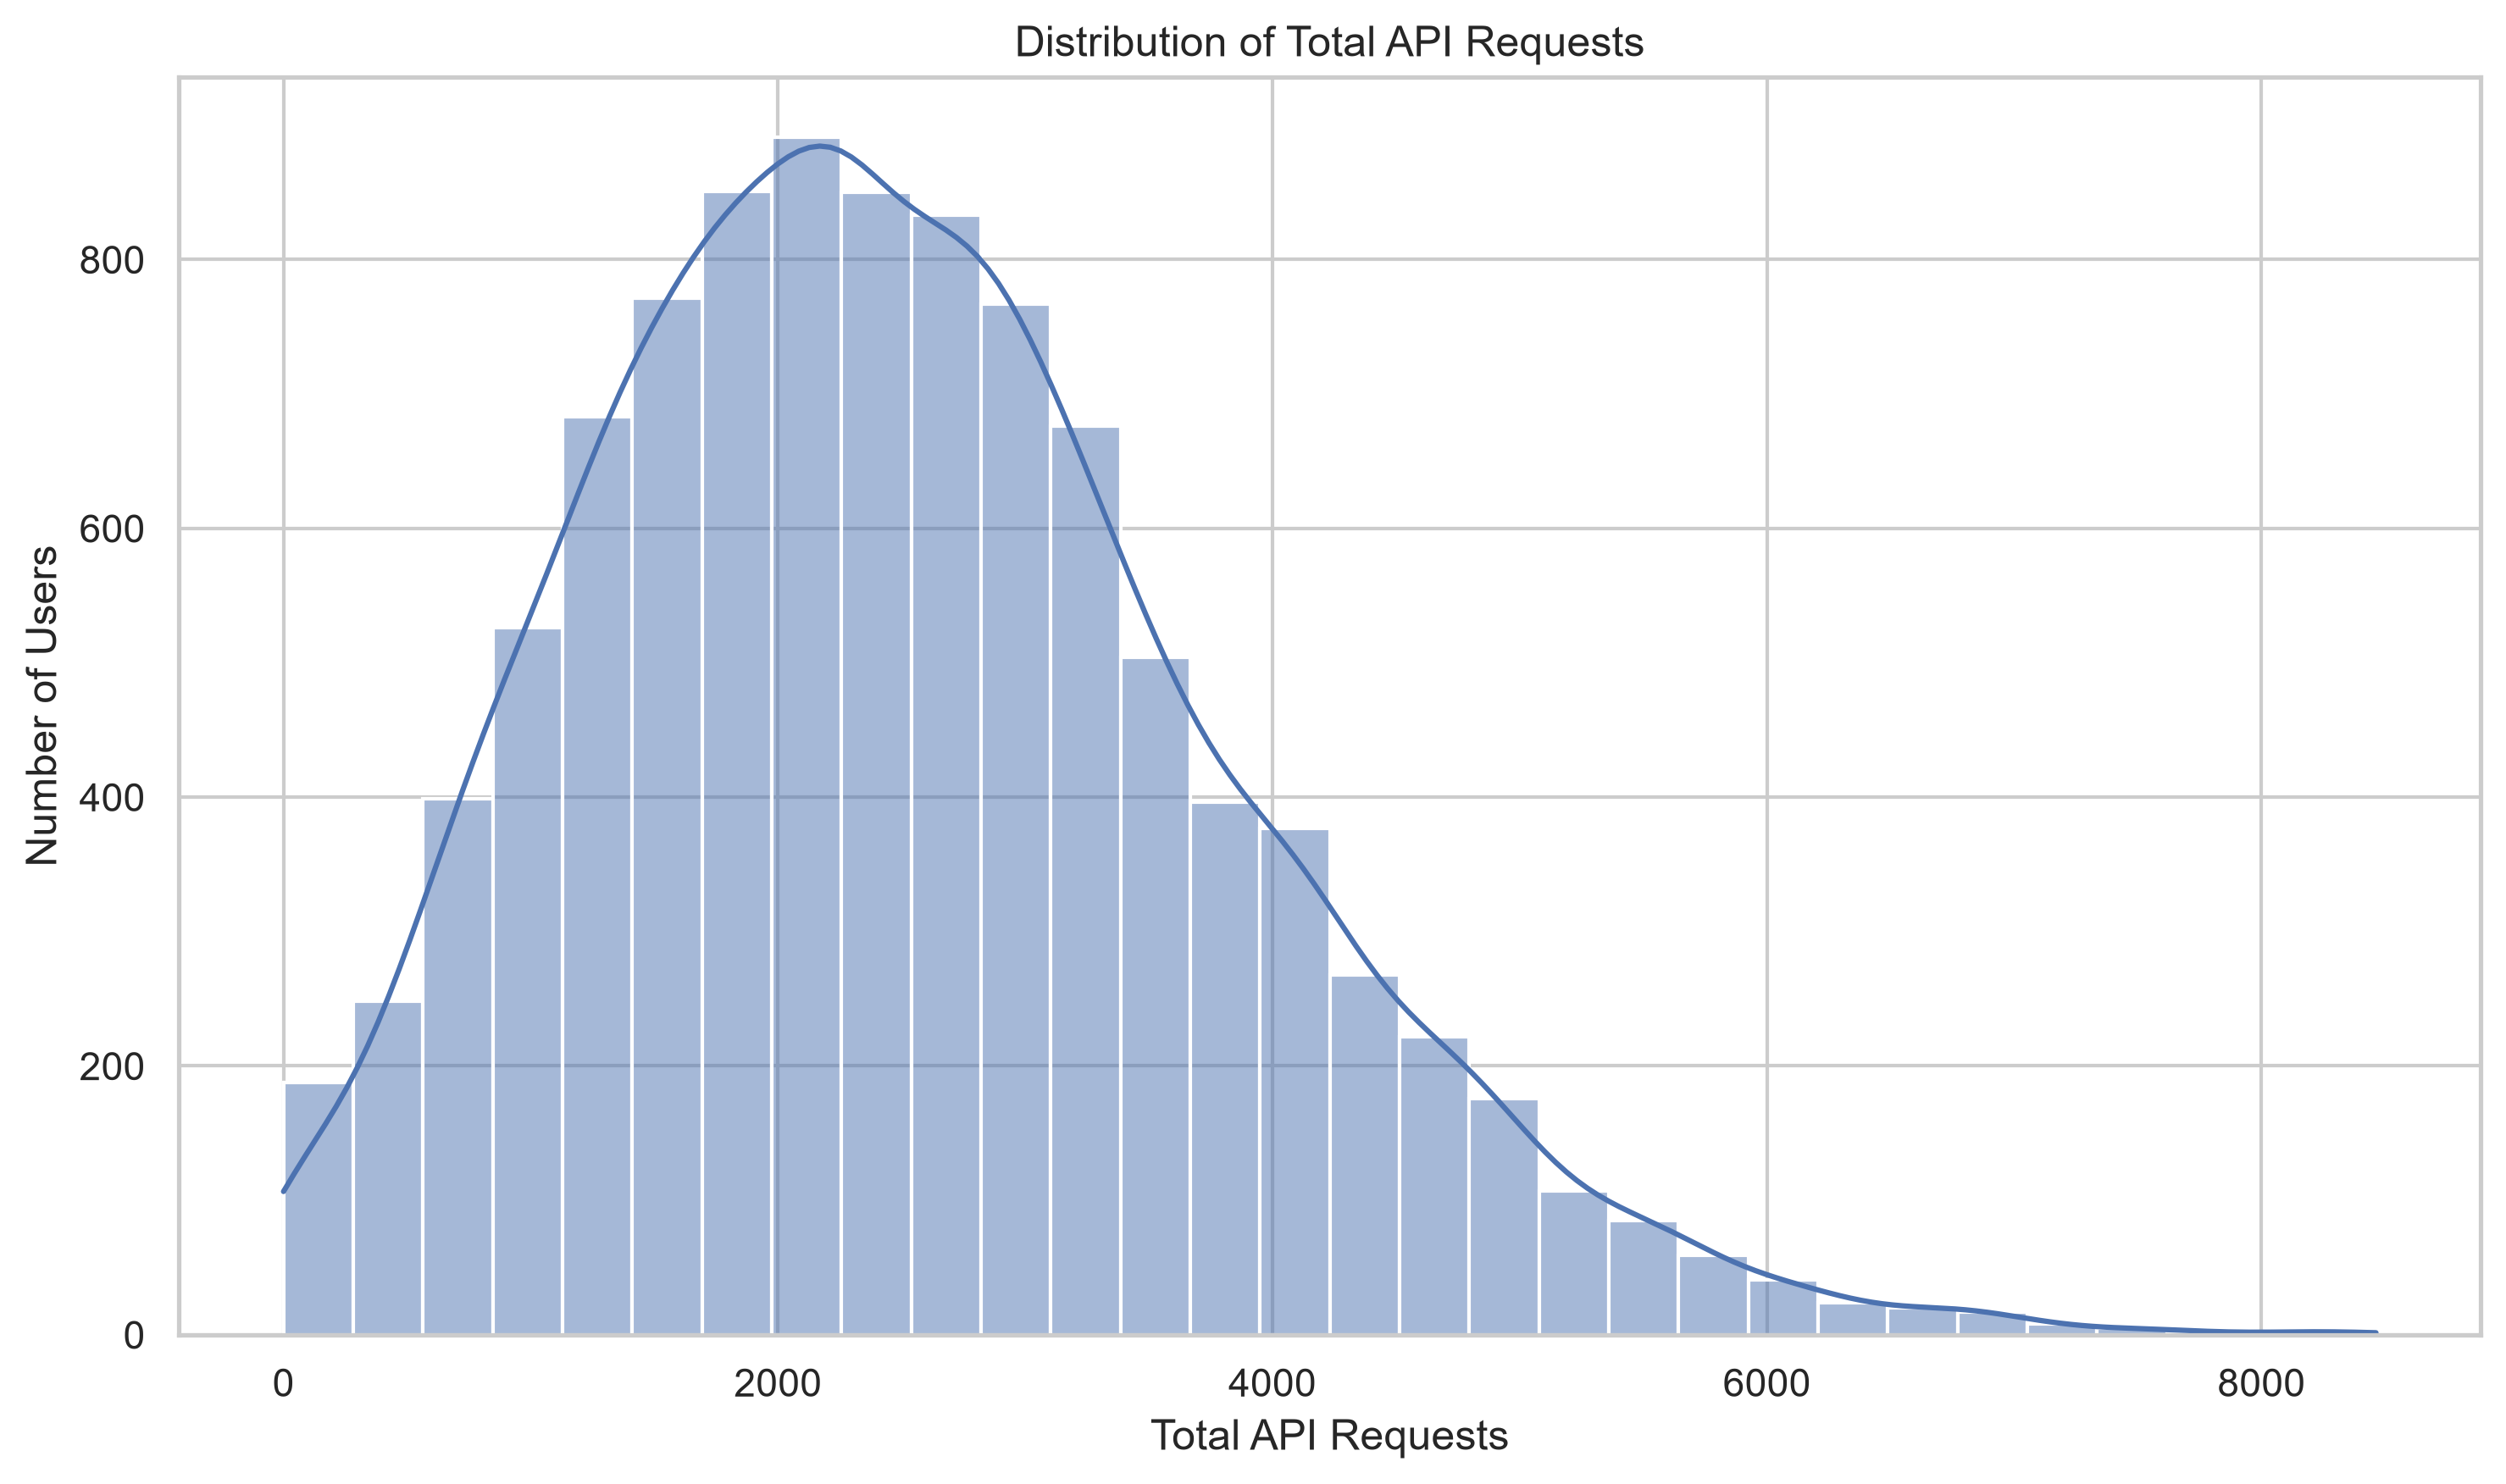 Distribution of Total API Requests
Number of Users
800
600
400
200
0
0 2000 4000 6000 8000
Total API Requests